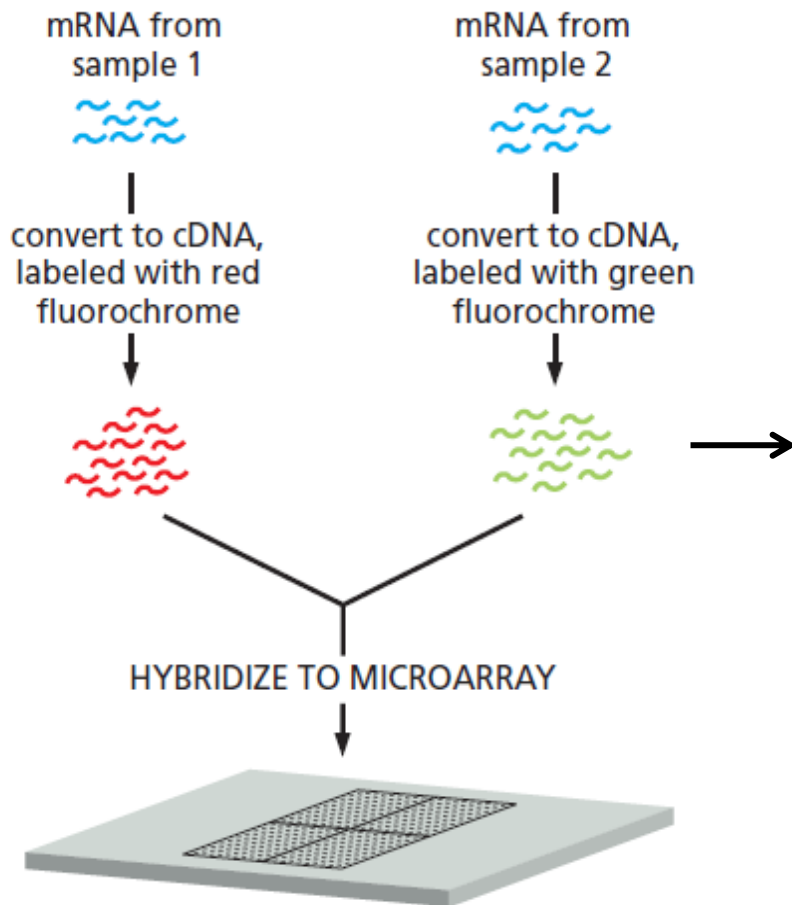 mRNA from
sample 1
mRNA from
sample 2
convert to cDNA,
labeled with red
fluorochrome
convert to cDNA,
labeled with green
fluorochrome
HYBRIDIZE TO MICROARRAY